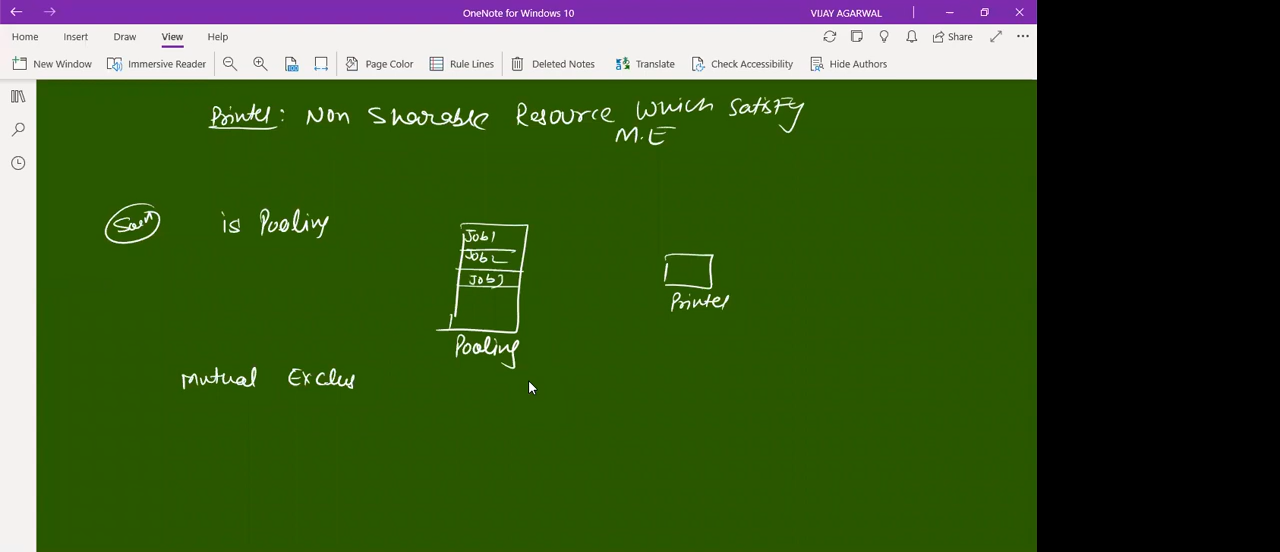 OneNote for Windows 10
VIJAY AGARWAL
Home Insert Draw View Help
Share
New Window Immersive Reader Page Color Rule Lines Deleted Notes Translate Check Accessibility Hide Authors
Printer: Non Sharable Resource Which Satisfy
M.E
is Pooling
Job1
Job2
Job3
Printer
Pooling
Mutual Exclus